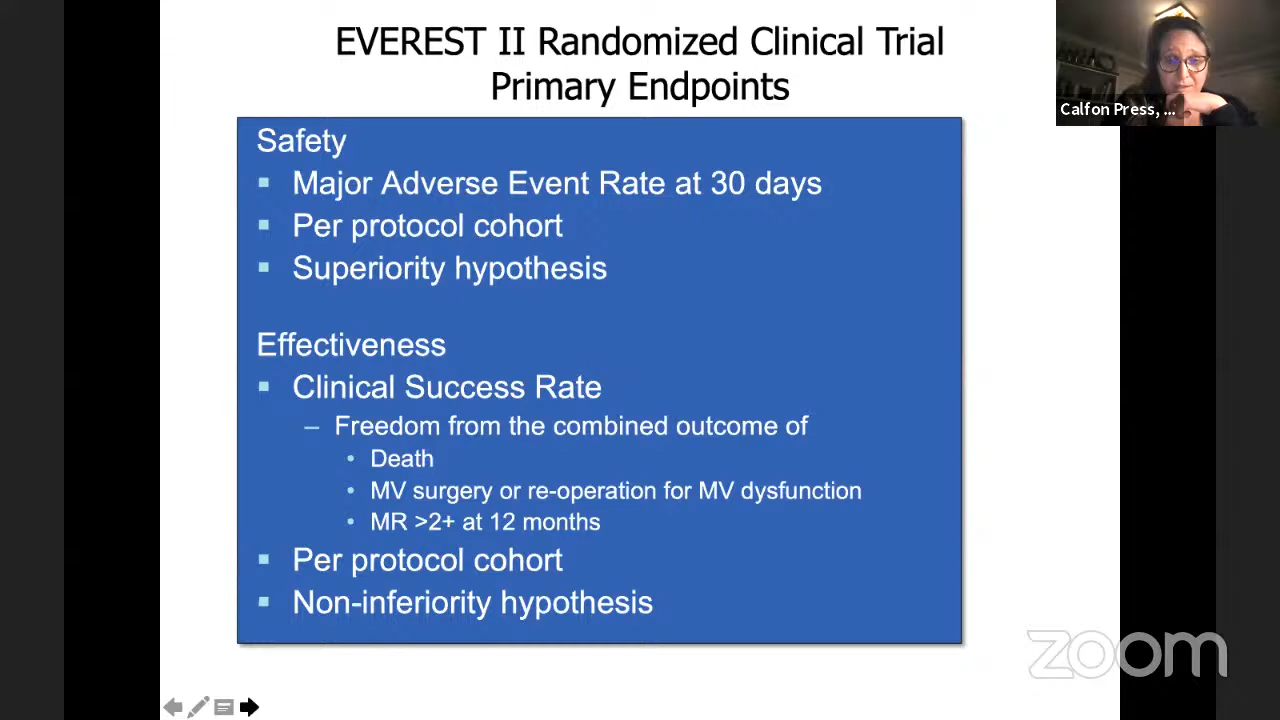 EVEREST II Randomized Clinical Trial
Primary Endpoints
Calfon Press, ...
Safety
▪ Major Adverse Event Rate at 30 days
▪ Per protocol cohort
▪ Superiority hypothesis
Effectiveness
▪ Clinical Success Rate
– Freedom from the combined outcome of
• Death
• MV surgery or re-operation for MV dysfunction
• MR >2+ at 12 months
▪ Per protocol cohort
▪ Non-inferiority hypothesis
zoom